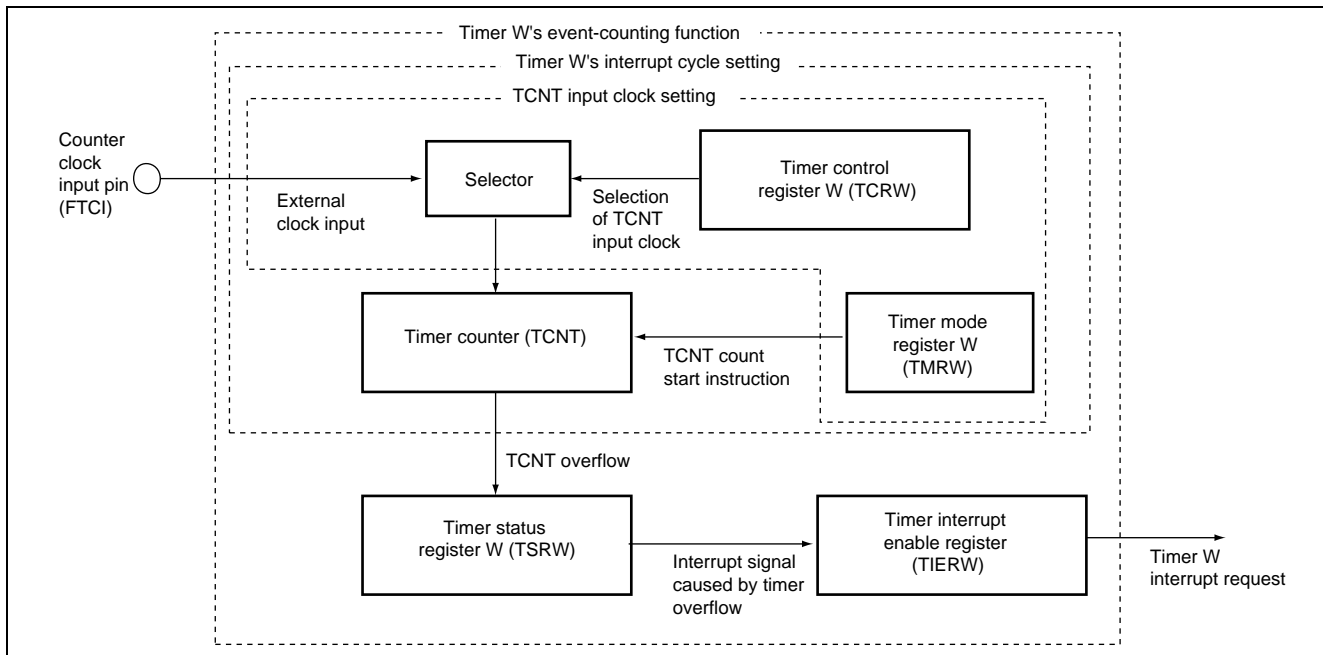 Timer W's event-counting function
Timer W's interrupt cycle setting
TCNT input clock setting
Counter
clock
input pin
(FTCI)
External
clock input
Selector
Selection
of TCNT
input clock
Timer control
register W (TCRW)
Timer counter (TCNT)
TCNT count
start instruction
Timer mode
register W
(TMRW)
TCNT overflow
Timer status
register W (TSRW)
Interrupt signal
caused by timer
overflow
Timer interrupt
enable register
(TIERW)
Timer W
interrupt request